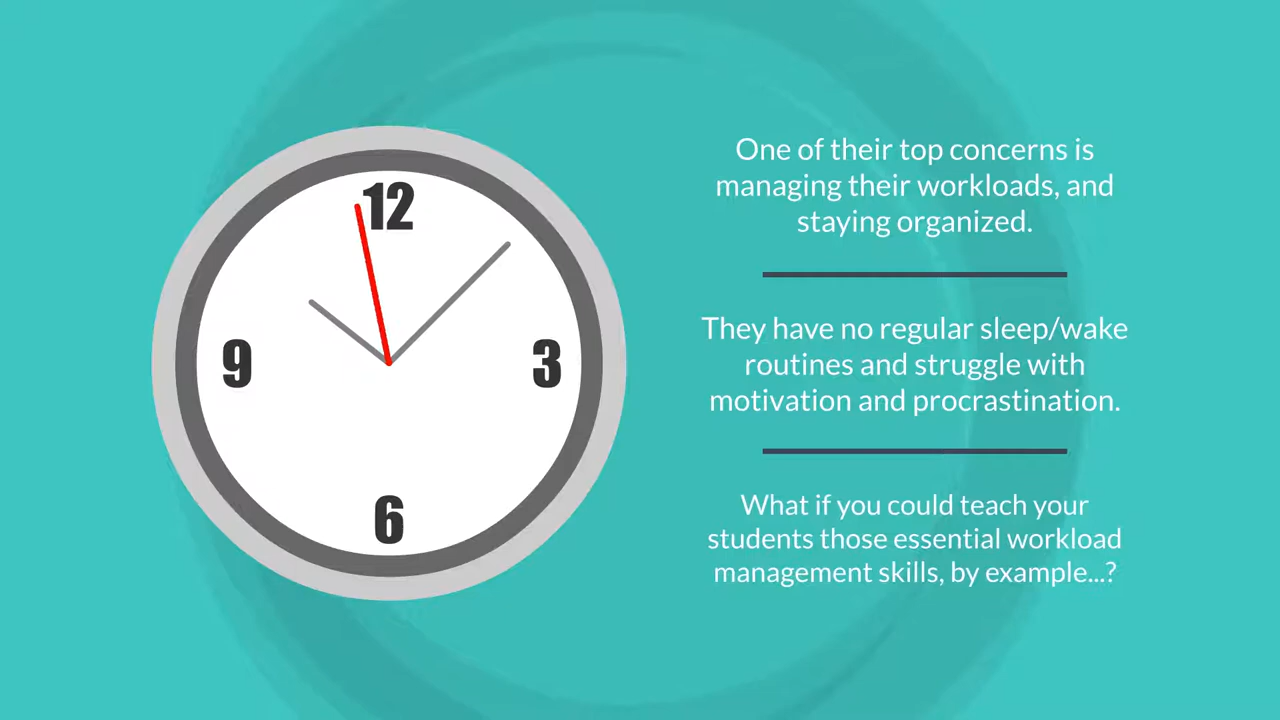 12
9
3
6
One of their top concerns is
managing their workloads, and
staying organized.
They have no regular sleep/wake
routines and struggle with
motivation and procrastination.
What if you could teach your
students those essential workload
management skills, by example...?